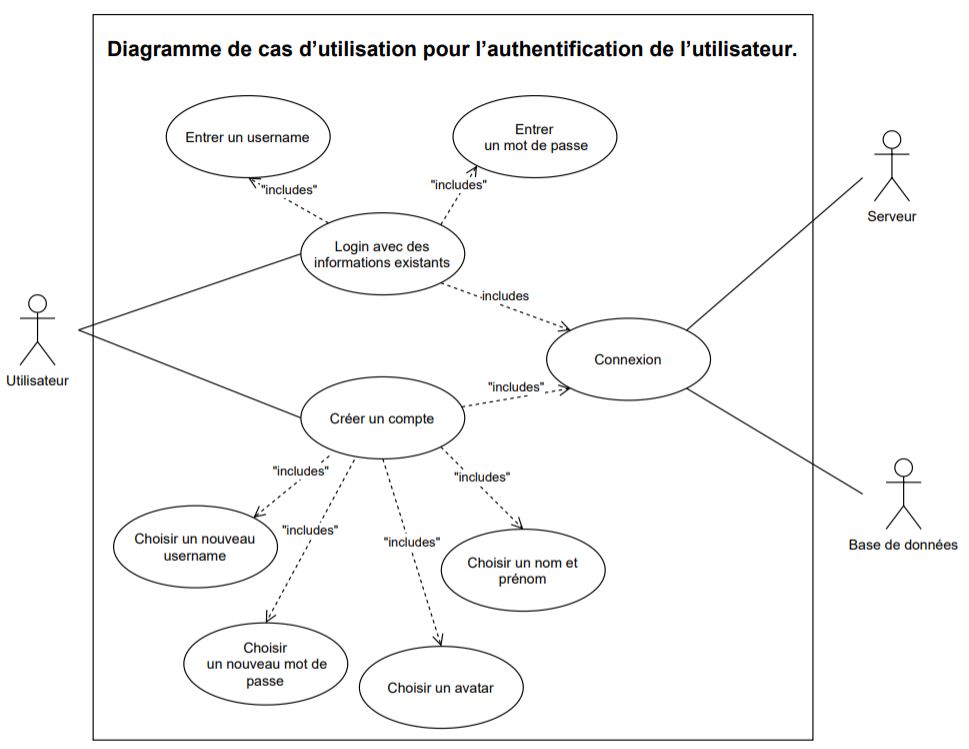 Diagramme de cas d’utilisation pour l’authentification de l’utilisateur.
Entrer un username
Entrer
un mot de passe
"includes"
"includes"
Serveur
Login avec des
informations existants
includes
Utilisateur
Connexion
"includes"
Créer un compte
"includes"
"includes"
"includes"
"includes"
Choisir un nouveau
username
Choisir un nom et
prénom
Base de données
Choisir
un nouveau mot de
passe
Choisir un avatar